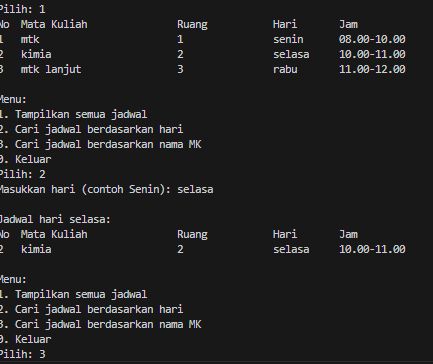 Pilih: 1
No  Mata Kuliah               Ruang          Hari      Jam
1   mtk                       1              senin     08.00-10.00
2   kimia                     2              selasa    10.00-11.00
3   mtk lanjut                3              rabu      11.00-12.00

Menu:
1. Tampilkan semua jadwal
2. Cari jadwal berdasarkan hari
3. Cari jadwal berdasarkan nama MK
0. Keluar
Pilih: 2
Masukkan hari (contoh Senin): selasa

Jadwal hari selasa:
No  Mata Kuliah               Ruang          Hari      Jam
2   kimia                     2              selasa    10.00-11.00

Menu:
1. Tampilkan semua jadwal
2. Cari jadwal berdasarkan hari
3. Cari jadwal berdasarkan nama MK
0. Keluar
Pilih: 3